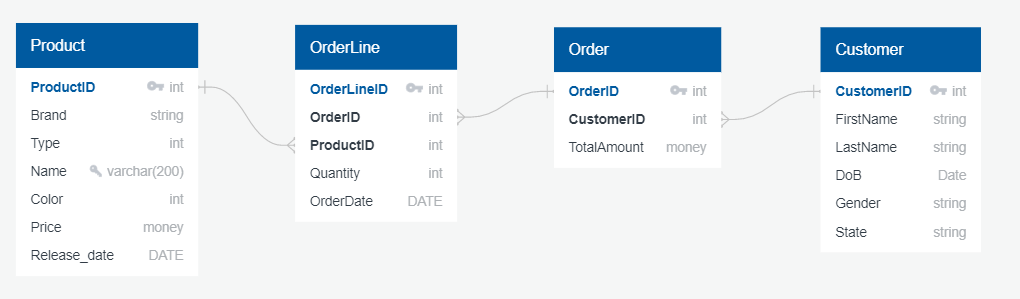 Product
ProductID int
Brand string
Type int
Name varchar(200)
Color int
Price money
Release_date DATE
OrderLine
OrderLineID int
OrderID int
ProductID int
Quantity int
OrderDate DATE
Order
OrderID int
CustomerID int
TotalAmount money
Customer
CustomerID int
FirstName string
LastName string
DoB Date
Gender string
State string